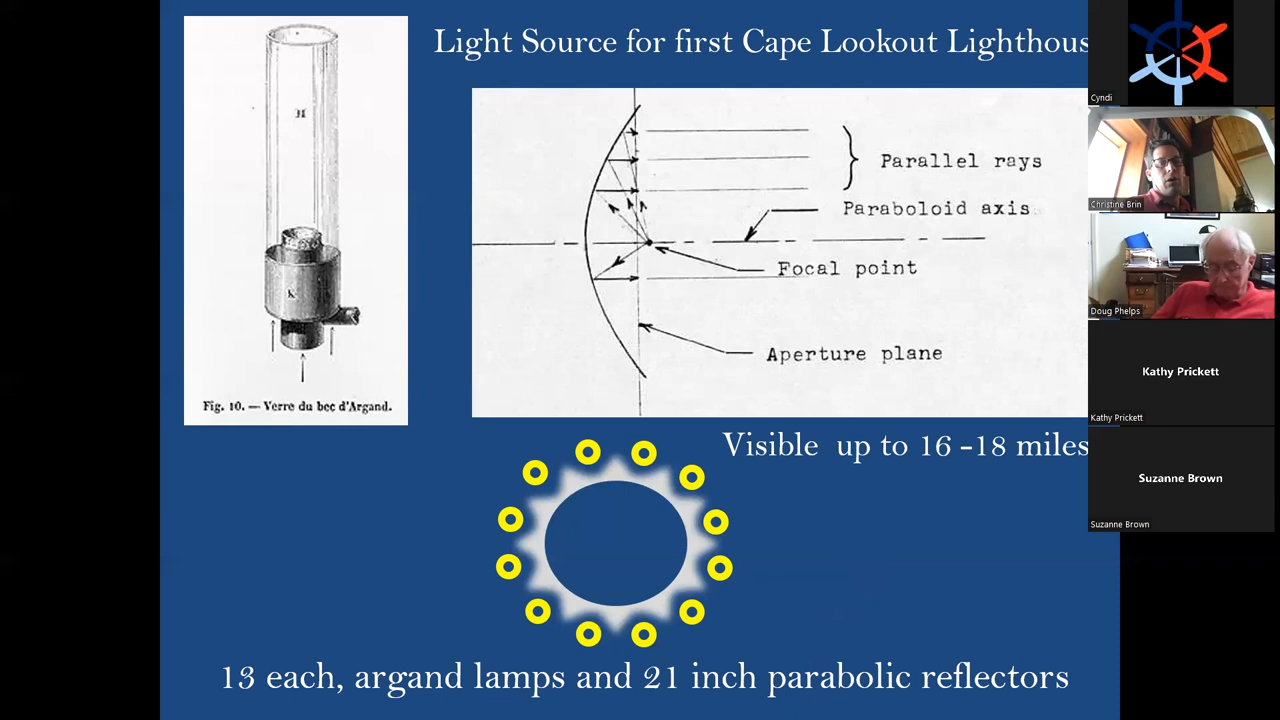 Light Source for first Cape Lookout Lighthous
H
K
Fig. 10. — Verre du bec d'Argand.
Parallel rays
Paraboloid axis
Focal point
Aperture plane
Visible up to 16 -18 miles
13 each, argand lamps and 21 inch parabolic reflectors
Cyndi
Christine Brin
Doug Phelps
Kathy Prickett
Kathy Prickett
Suzanne Brown
Suzanne Brown